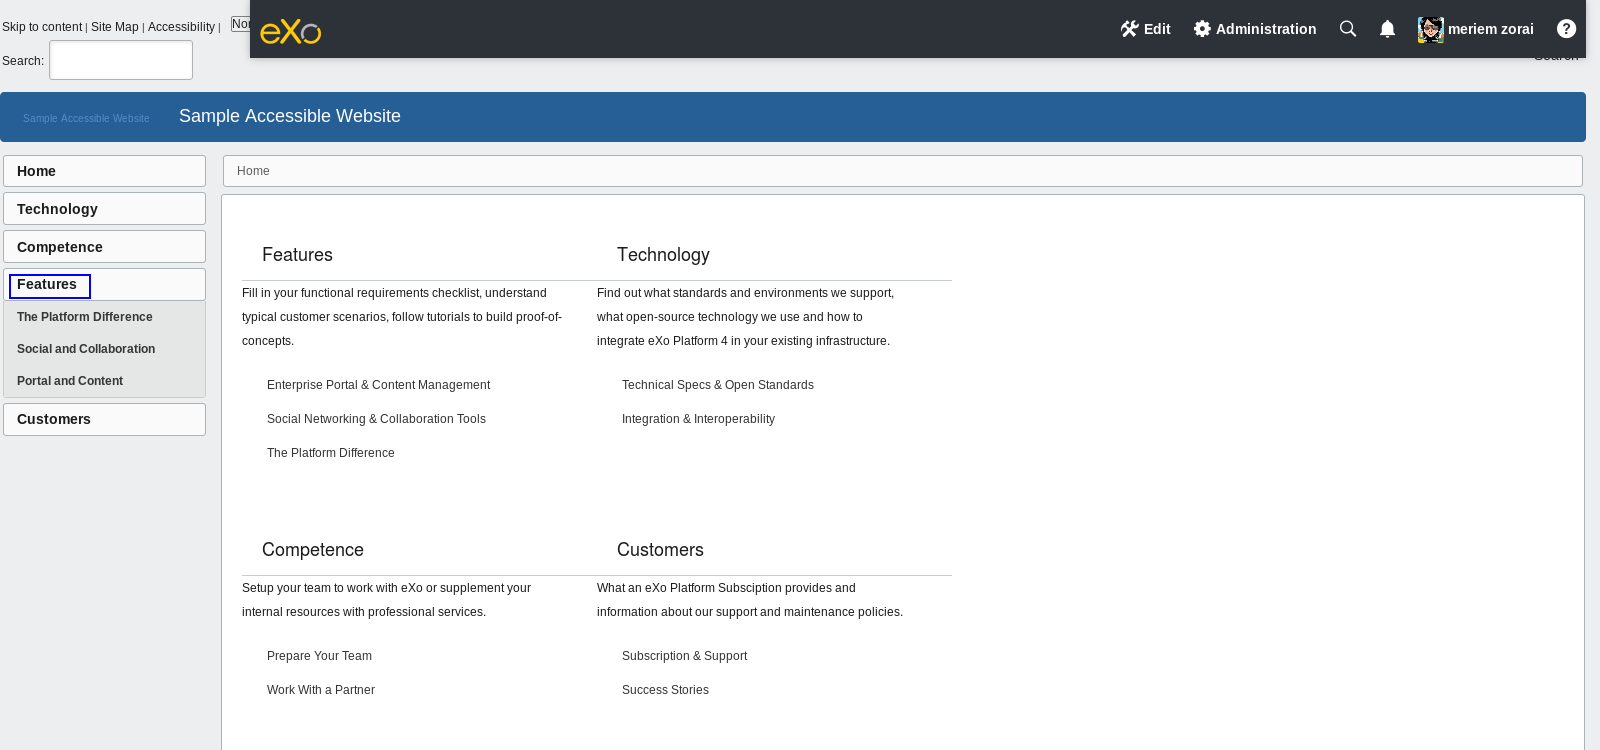 Skip to content | Site Map | Accessibility |
eXo
Edit
Administration
meriem zorai
Search:
Sample Accessible Website
Sample Accessible Website
Home
Technology
Competence
Features
The Platform Difference
Social and Collaboration
Portal and Content
Customers
Home
Features
Fill in your functional requirements checklist, understand
typical customer scenarios, follow tutorials to build proof-of-
concepts.
Enterprise Portal & Content Management
Social Networking & Collaboration Tools
The Platform Difference
Technology
Find out what standards and environments we support,
what open-source technology we use and how to
integrate eXo Platform 4 in your existing infrastructure.
Technical Specs & Open Standards
Integration & Interoperability
Competence
Setup your team to work with eXo or supplement your
internal resources with professional services.
Prepare Your Team
Work With a Partner
Customers
What an eXo Platform Subsciption provides and
information about our support and maintenance policies.
Subscription & Support
Success Stories